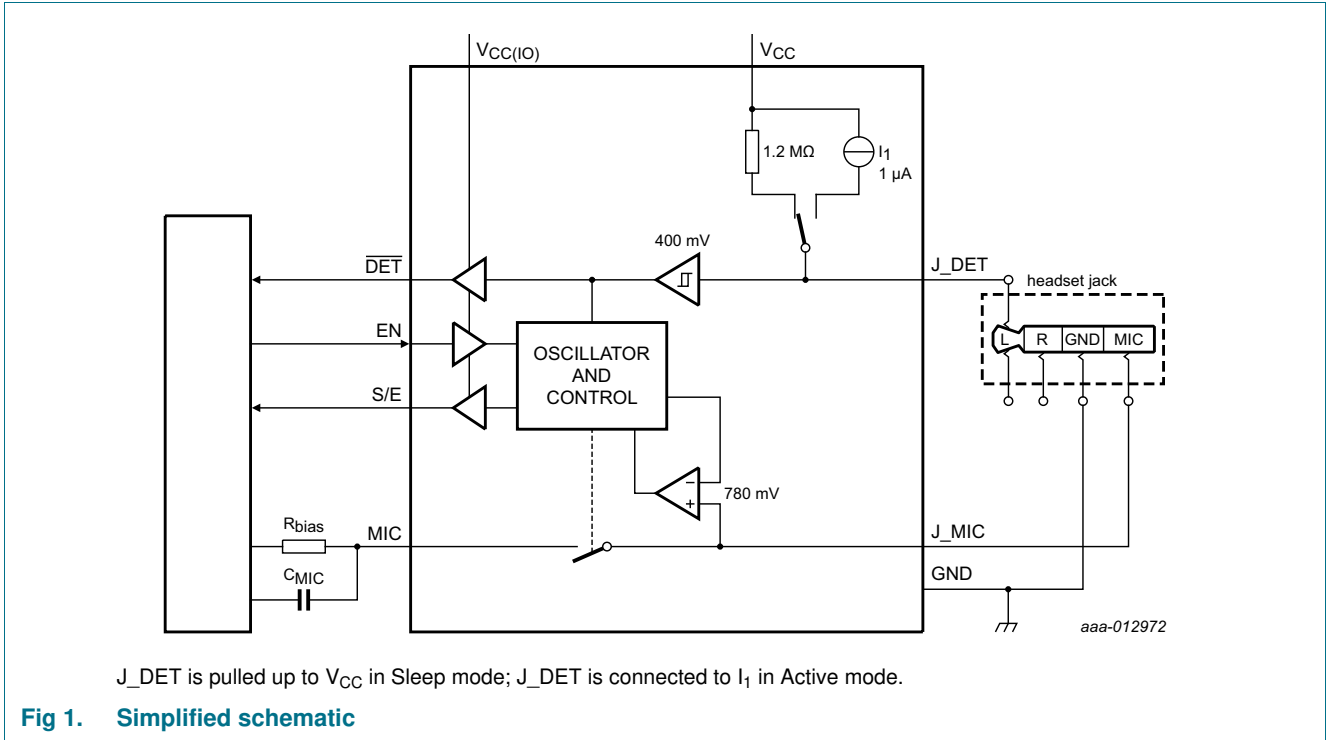 VCC(IO)
VCC
1.2 MΩ
I1
1 μA
400 mV
DET
J_DET
headset jack
EN
L
R
GND
MIC
OSCILLATOR
AND
CONTROL
S/E
780 mV
Rbias
MIC
J_MIC
CMIC
GND
aaa-012972
J_DET is pulled up to VCC in Sleep mode; J_DET is connected to I1 in Active mode.
Fig 1. Simplified schematic